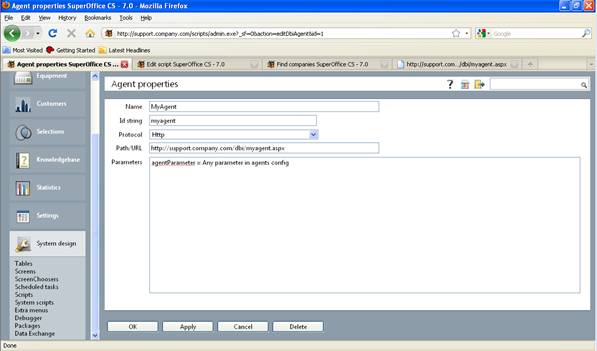 Agent properties SuperOffice CS - 7.0 - Mozilla Firefox
File Edit View History Bookmarks Tools Help
http://support.company.com/scripts/admin.exe?_sf=0&action=editDbiAgent&id=1
Google
Most Visited Getting Started Latest Headlines
Agent properties SuperOffice CS ... Edit script SuperOffice CS - 7.0 Find companies SuperOffice CS - 7.0 http://support.com.../dbi/myagent.aspx
Equipment
Customers
Selections
Knowledgebase
Statistics
Settings
System design
Tables
Screens
ScreenChoosers
Scheduled tasks
Scripts
System scripts
Extra menus
Debugger
Packages
Data Exchange
Agent properties
Name MyAgent
Id string myagent
Protocol Http
Path/URL http://support.company.com/dbi/myagent.aspx
Parameters agentParameter = Any parameter in agents config
OK Apply Cancel Delete
Done